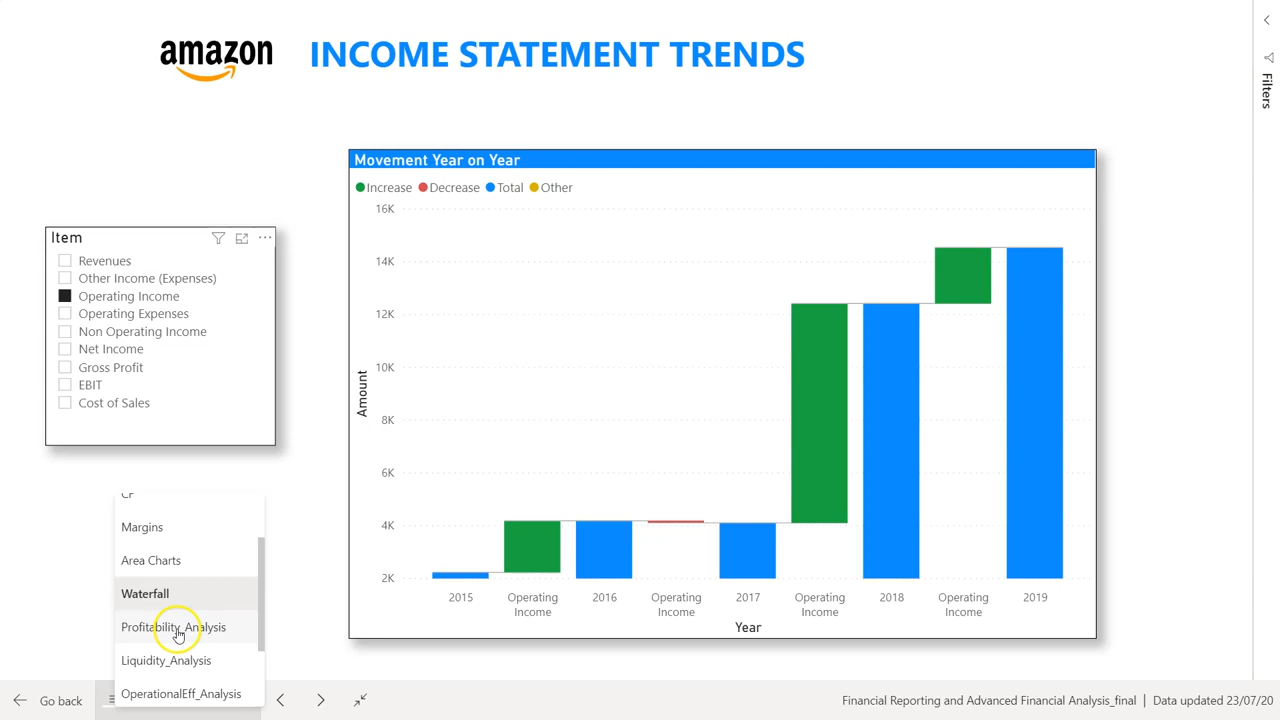 amazon
INCOME STATEMENT TRENDS
Filters
Movement Year on Year
Increase Decrease Total Other
16K
14K
12K
10K
8K
6K
4K
2K
Amount
2015 Operating Income 2016 Operating Income 2017 Operating Income 2018 Operating Income 2019
Year
Item
Revenues
Other Income (Expenses)
Operating Income
Operating Expenses
Non Operating Income
Net Income
Gross Profit
EBIT
Cost of Sales
Margins
Area Charts
Waterfall
Profitability_Analysis
Liquidity_Analysis
OperationalEff_Analysis
Go back
Financial Reporting and Advanced Financial Analysis_final | Data updated 23/07/20